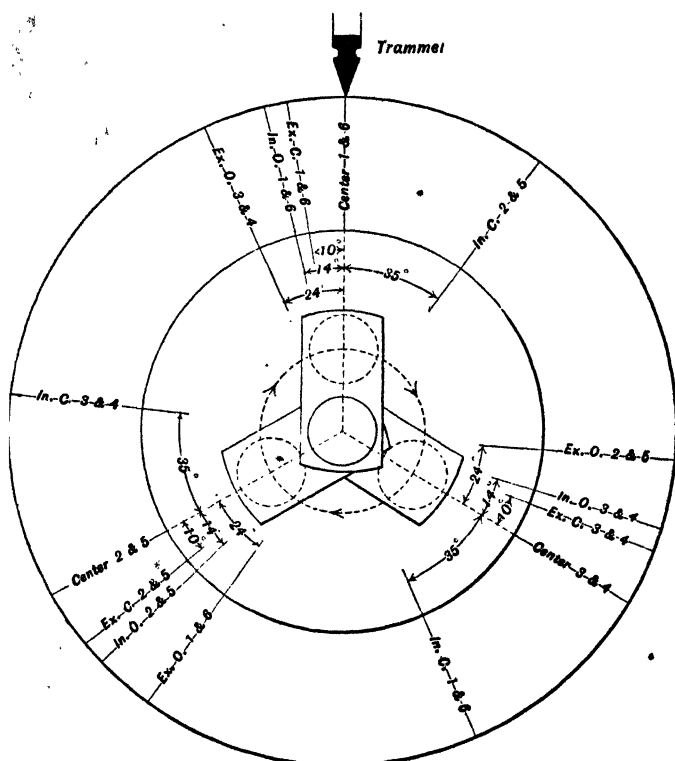 Trammel
Ex.-O.-3-&-4
In.-O.-1-&-6
Ex.-C.-1-&-6
Center-1-&-6
In.-C.-2-&-5
10°
14°
24°
35°
In.-C.-3-&-4
Ex.-O.-2-&-5
In.-O.-3-&-4
Ex.-C.-3-&-4
Center-3-&-4
24°
14°
10°
35°
35°
24°
14°
10°
Center 2 & 5
Ex.-C.-2-&-5
In.-O.-2-&-5
Ex.-O.-1-&-6
In.-C.-1-&-6